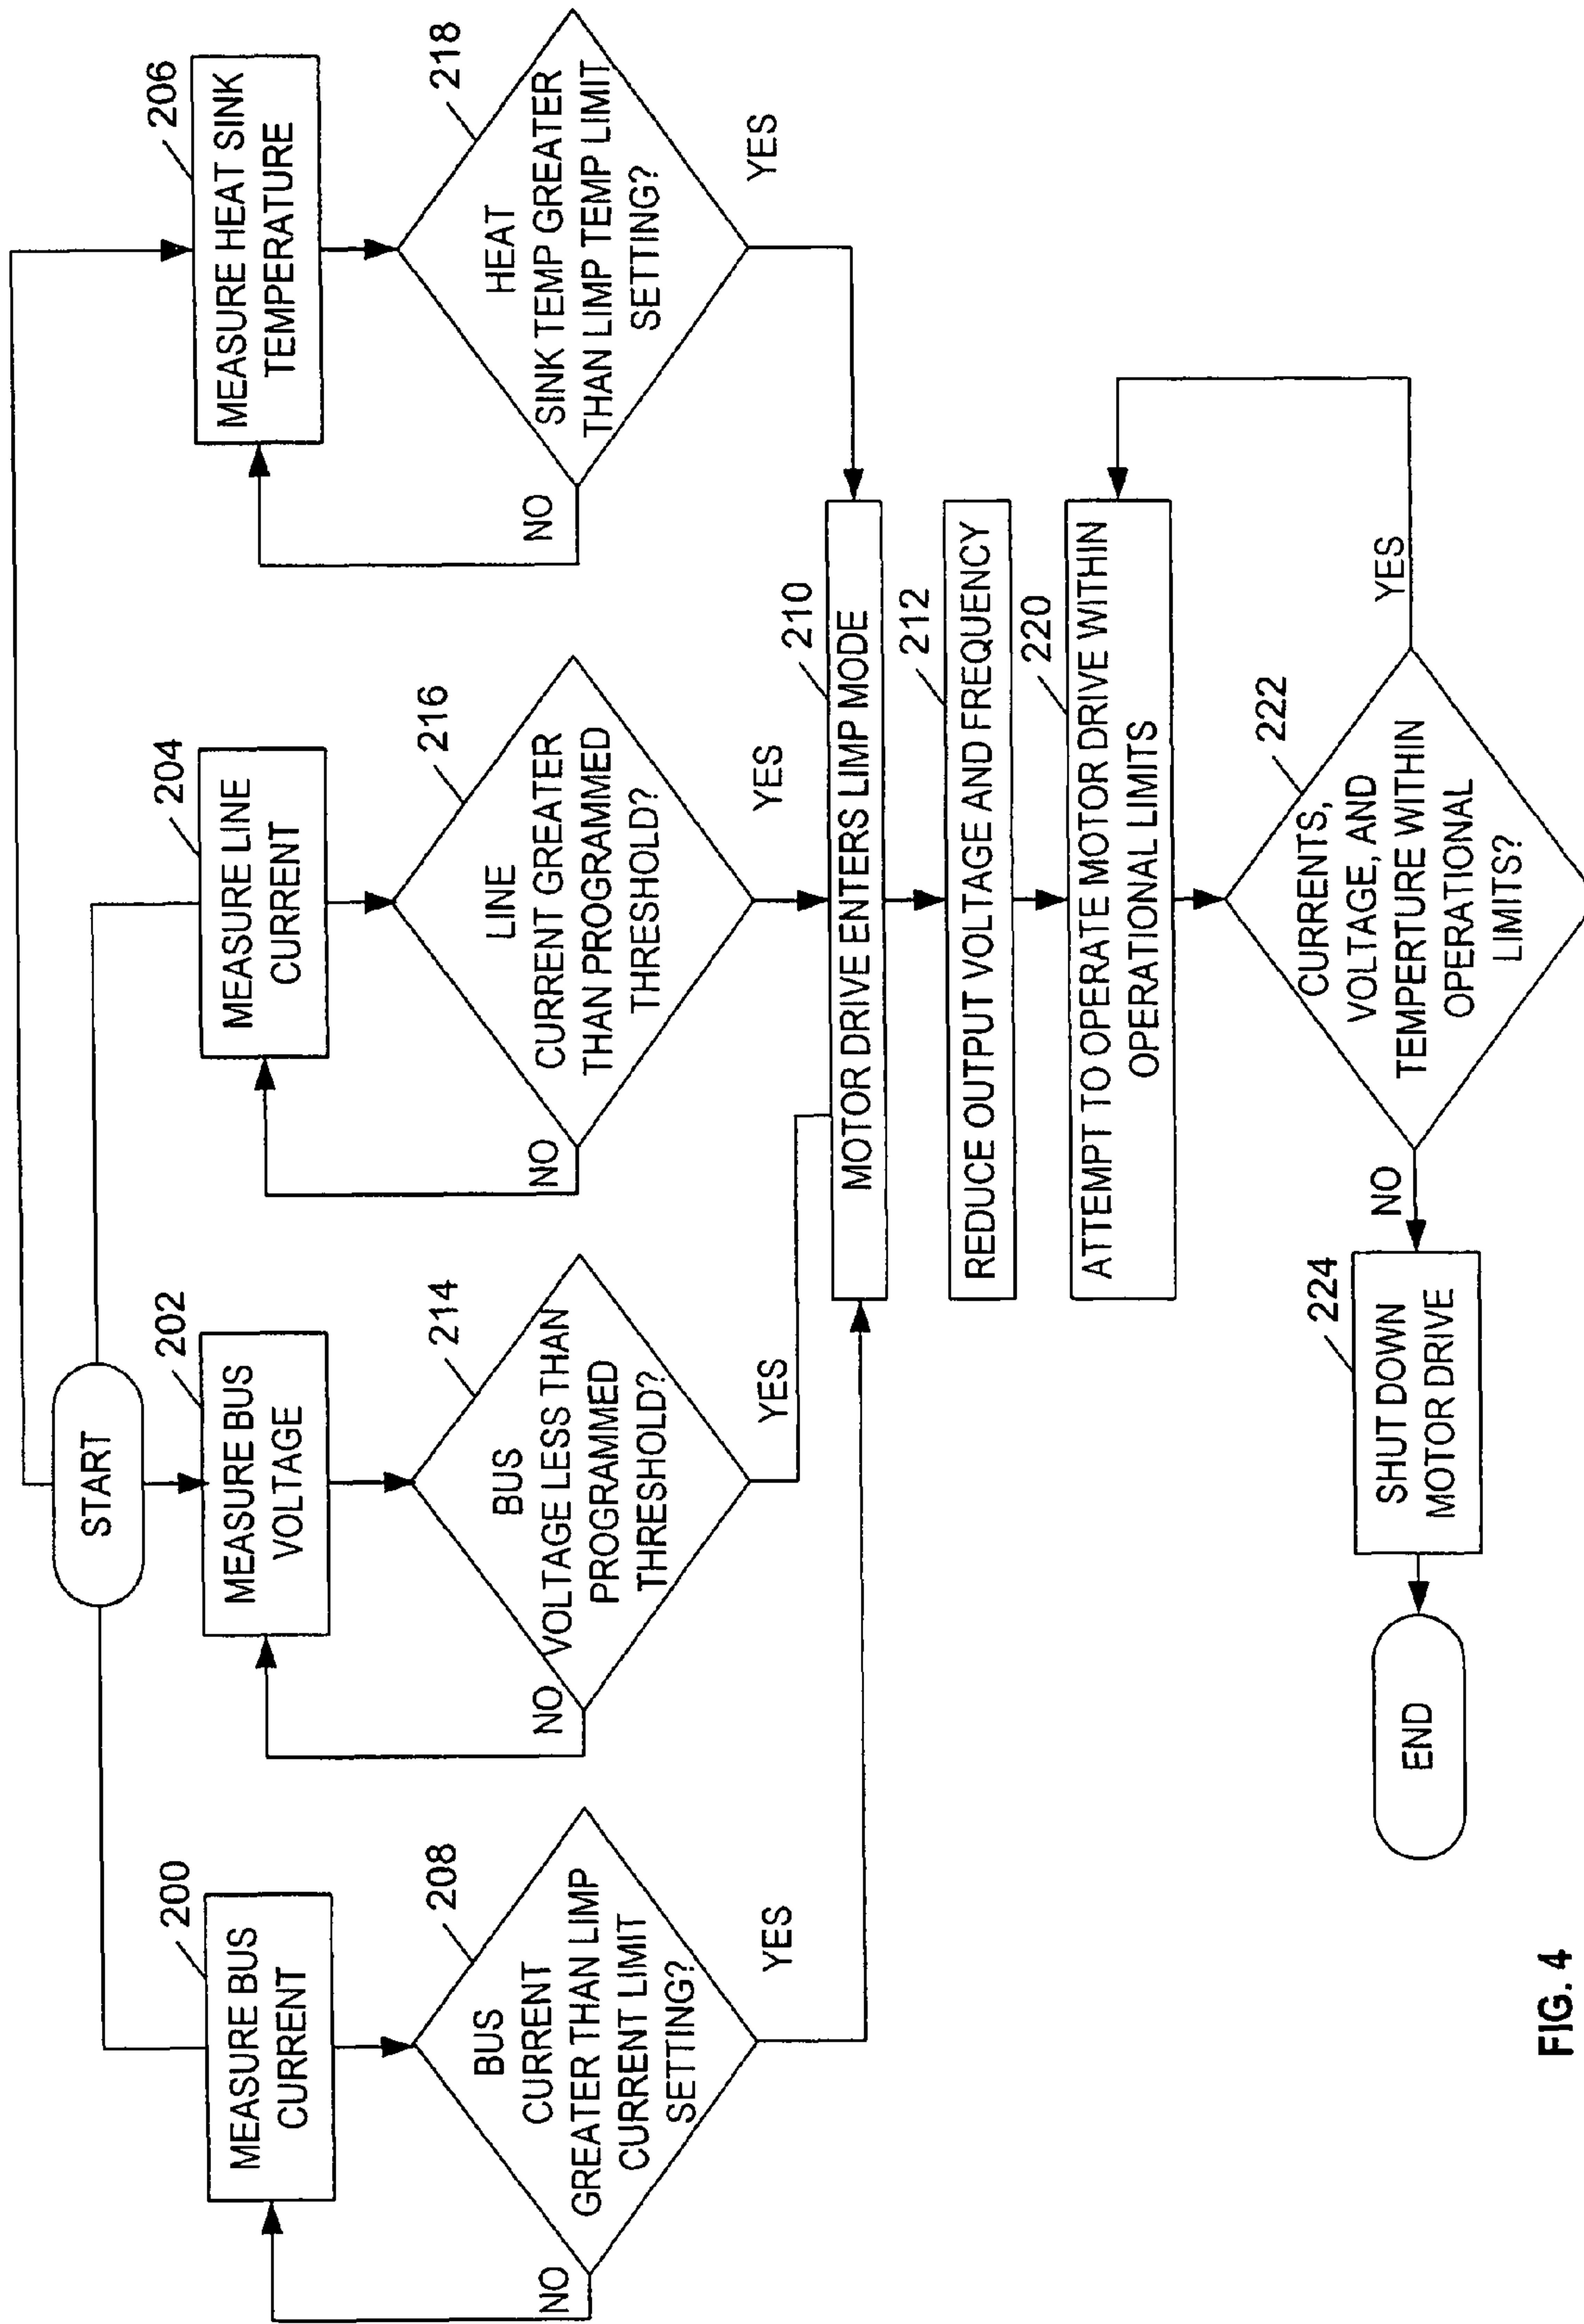 START
200
MEASURE BUS
CURRENT
202
MEASURE BUS
VOLTAGE
204
MEASURE LINE
CURRENT
206
MEASURE HEAT SINK
TEMPERATURE
208
BUS
CURRENT
GREATER THAN LIMP
CURRENT LIMIT
SETTING?
NO
YES
214
BUS
VOLTAGE LESS THAN
PROGRAMMED
THRESHOLD?
NO
YES
216
LINE
CURRENT GREATER
THAN PROGRAMMED
THRESHOLD?
NO
YES
218
HEAT
SINK TEMP GREATER
THAN LIMP TEMP LIMIT
SETTING?
NO
YES
210
MOTOR DRIVE ENTERS LIMP MODE
212
REDUCE OUTPUT VOLTAGE AND FREQUENCY
220
ATTEMPT TO OPERATE MOTOR DRIVE WITHIN
OPERATIONAL LIMITS
222
CURRENTS,
VOLTAGE, AND
TEMPERTURE WITHIN
OPERATIONAL
LIMITS?
YES
NO
224
SHUT DOWN
MOTOR DRIVE
END
FIG. 4